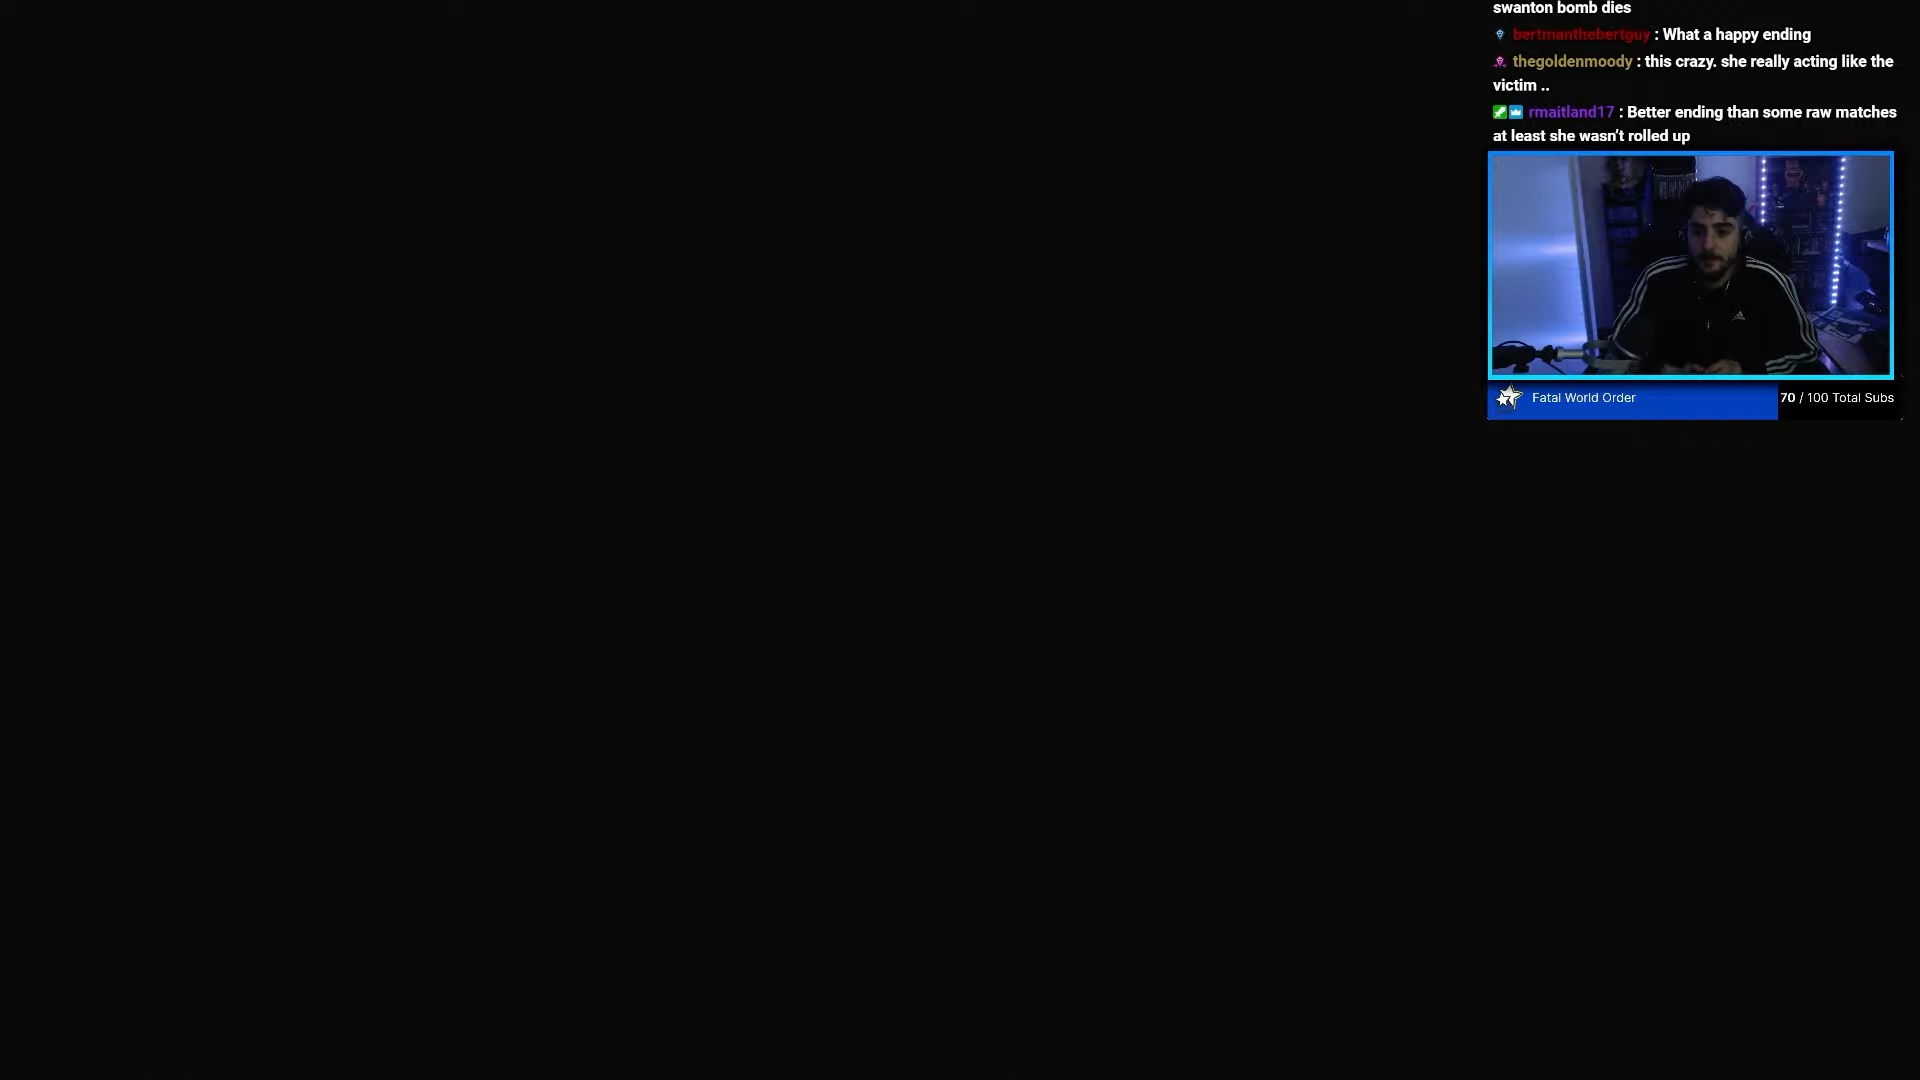 swanton bomb dies
bertmanthebertguy : What a happy ending
thegoldenmoody : this crazy. she really acting like the
victim ..
rmaitland17 : Better ending than some raw matches
at least she wasn't rolled up
Fatal World Order
70 / 100 Total Subs